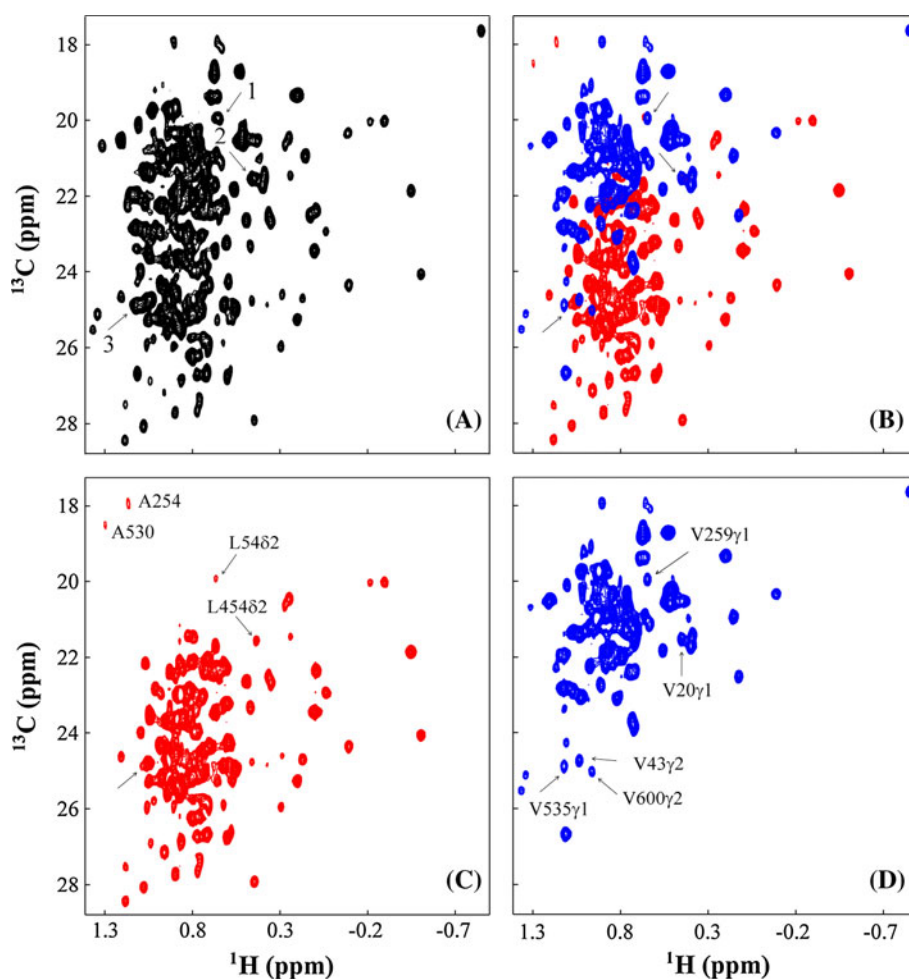 18
20
22
24
26
28
¹³C (ppm)
1
2
3
(A)
(B)
18
20
22
24
26
28
¹³C (ppm)
A254
A530
L54δ2
L454δ2
(C)
V259γ1
V20γ1
V43γ2
V535γ1
V600γ2
(D)
1.3 0.8 0.3 -0.2 -0.7
1.3 0.8 0.3 -0.2 -0.7
¹H (ppm)
¹H (ppm)